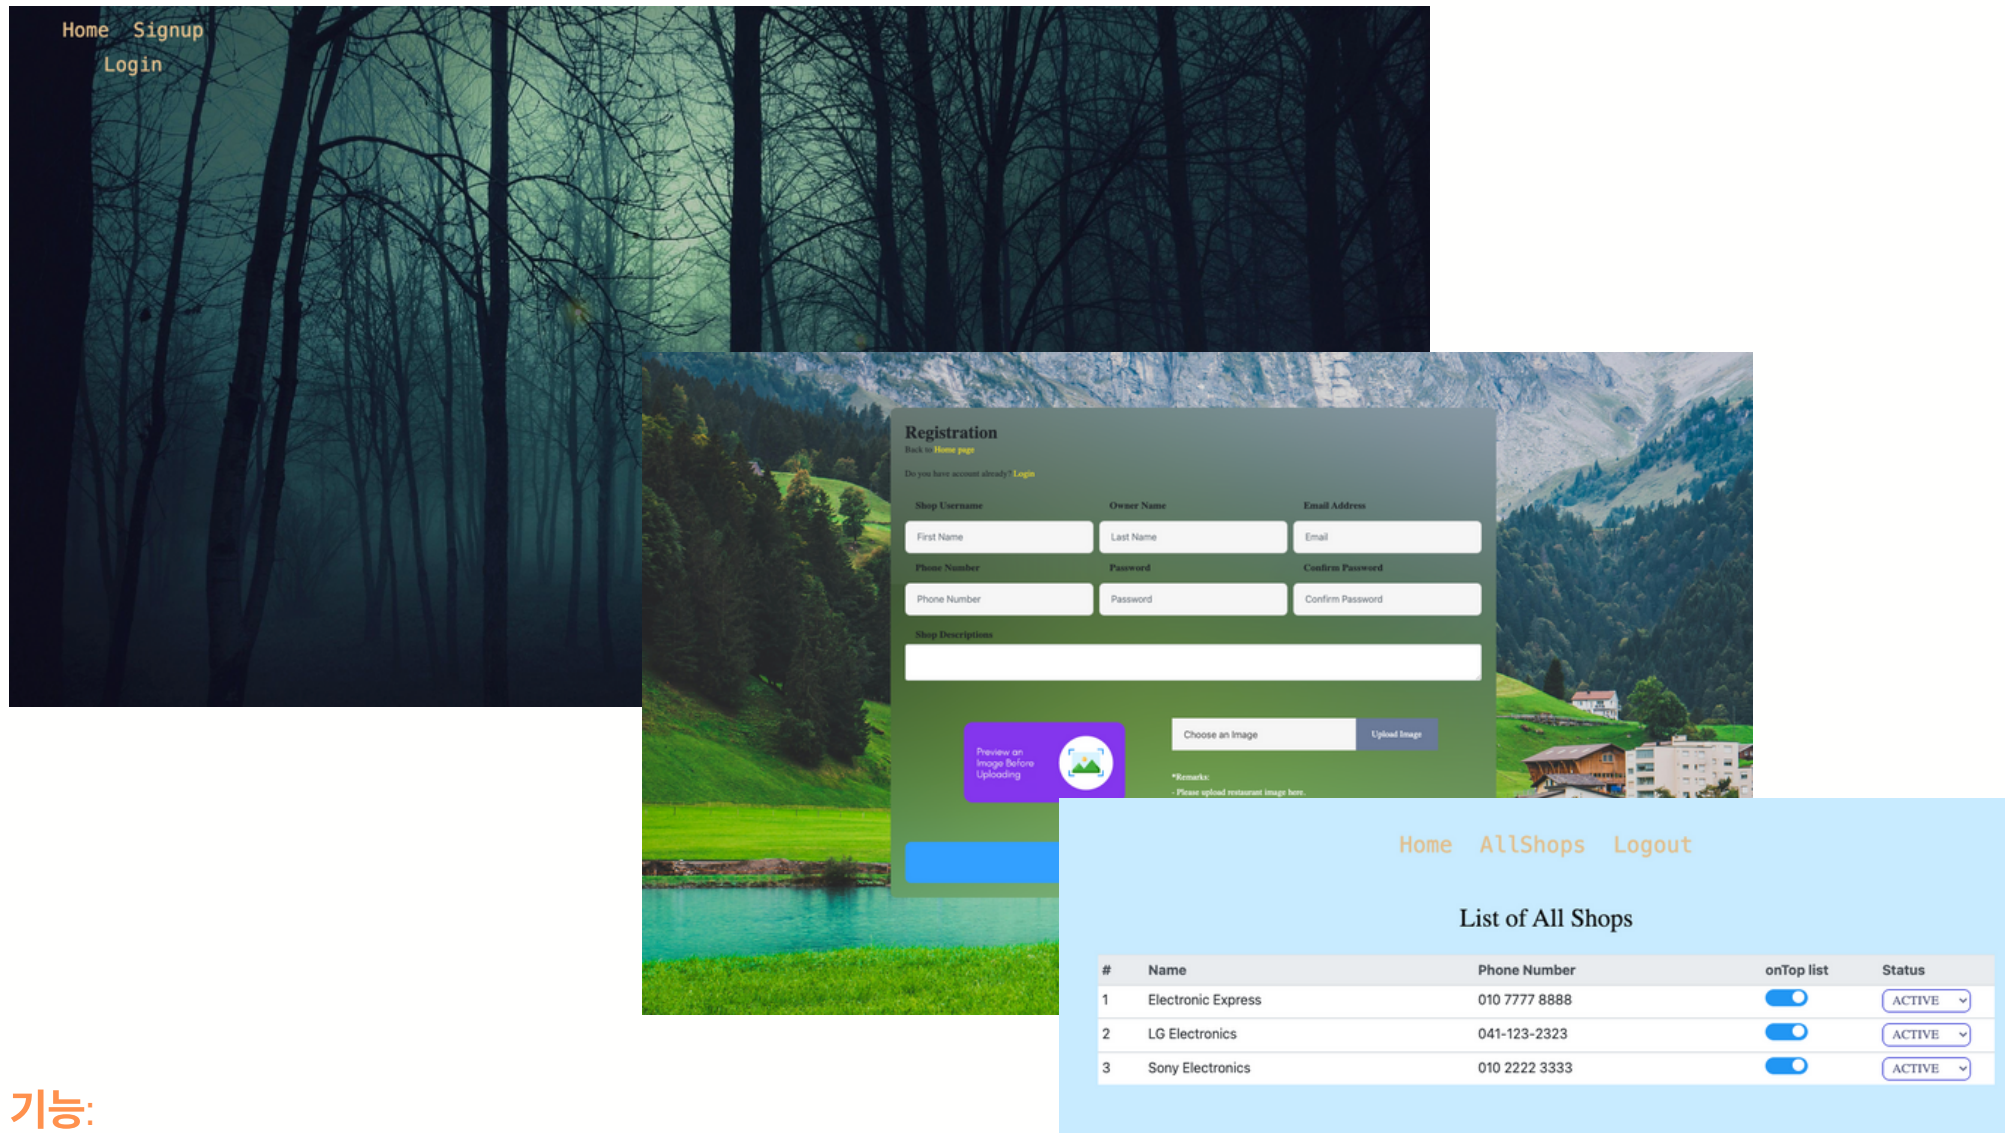 Home Signup
Login
Registration
Back to Home page
Do you have account already? Login
Shop Username Owner Name Email Address
First Name Last Name Email
Phone Number Password Confirm Password
Phone Number Password Confirm Password
Shop Descriptions
Preview an
Image Before
Uploading
Choose an Image Upload Image
*Remarks:
- Please upload restaurant image here.
Home AllShops Logout
List of All Shops
# Name Phone Number onTop list Status
1 Electronic Express 010 7777 8888 ACTIVE
2 LG Electronics 041-123-2323 ACTIVE
3 Sony Electronics 010 2222 3333 ACTIVE
기능: